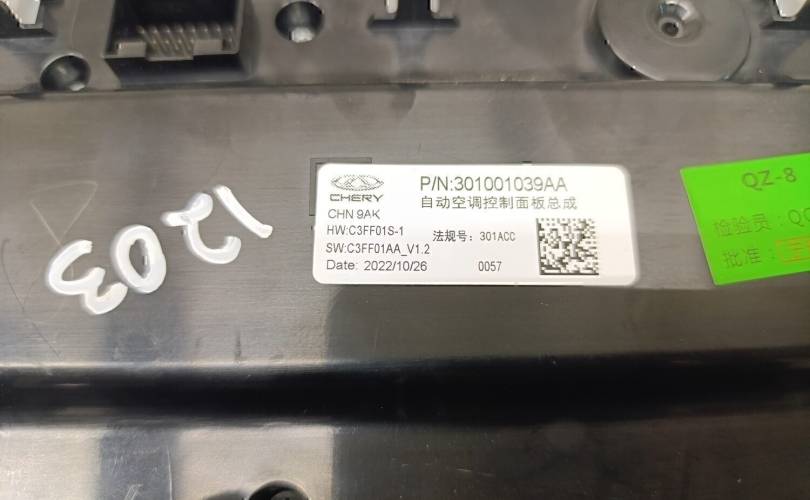 CHERY
P/N:301001039AA
自动空调控制面板总成
CHN 9AK
HW:C3FF01S-1
法规号：301ACC
SW:C3FF01AA_V1.2
Date: 2022/10/26
0057
QZ-8
检验员：
批准：
1203